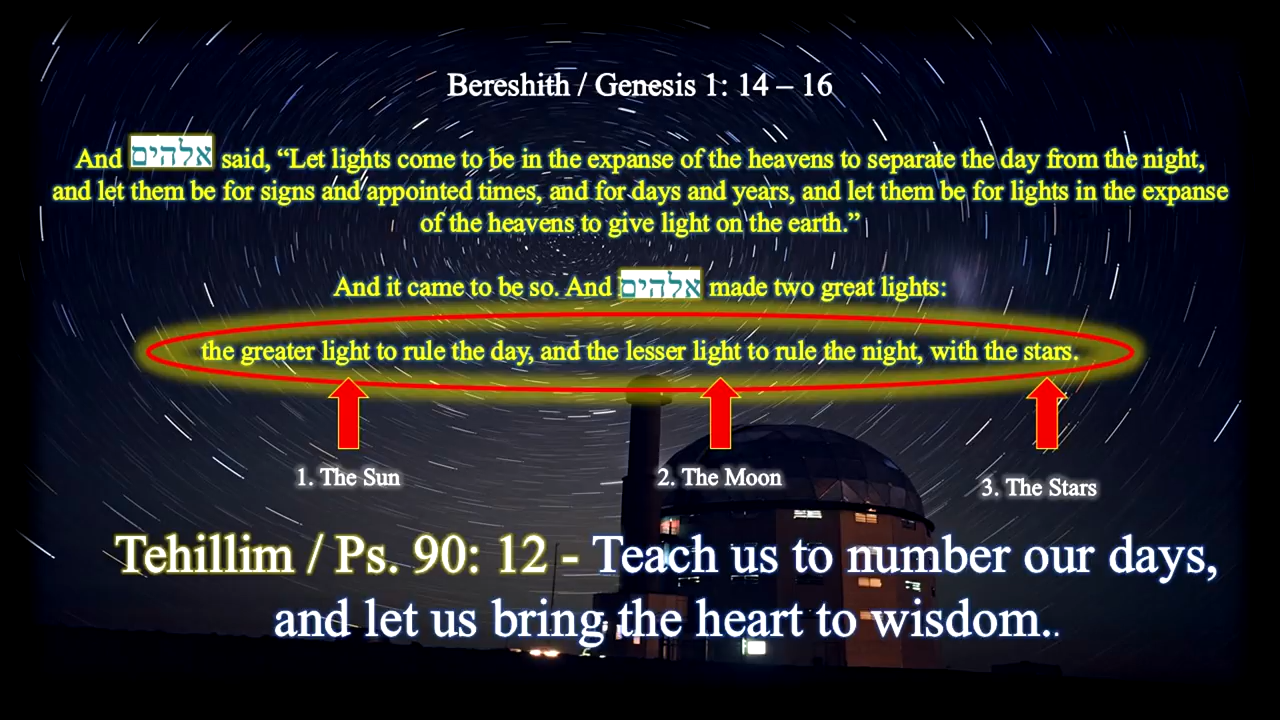 Bereshith / Genesis 1: 14 – 16
And אלהים said, “Let lights come to be in the expanse of the heavens to separate the day from the night,
and let them be for signs and appointed times, and for days and years, and let them be for lights in the expanse
of the heavens to give light on the earth.”
And it came to be so. And אלהים made two great lights:
the greater light to rule the day, and the lesser light to rule the night, with the stars.
1. The Sun
2. The Moon
3. The Stars
Tehillim / Ps. 90: 12 - Teach us to number our days,
and let us bring the heart to wisdom..